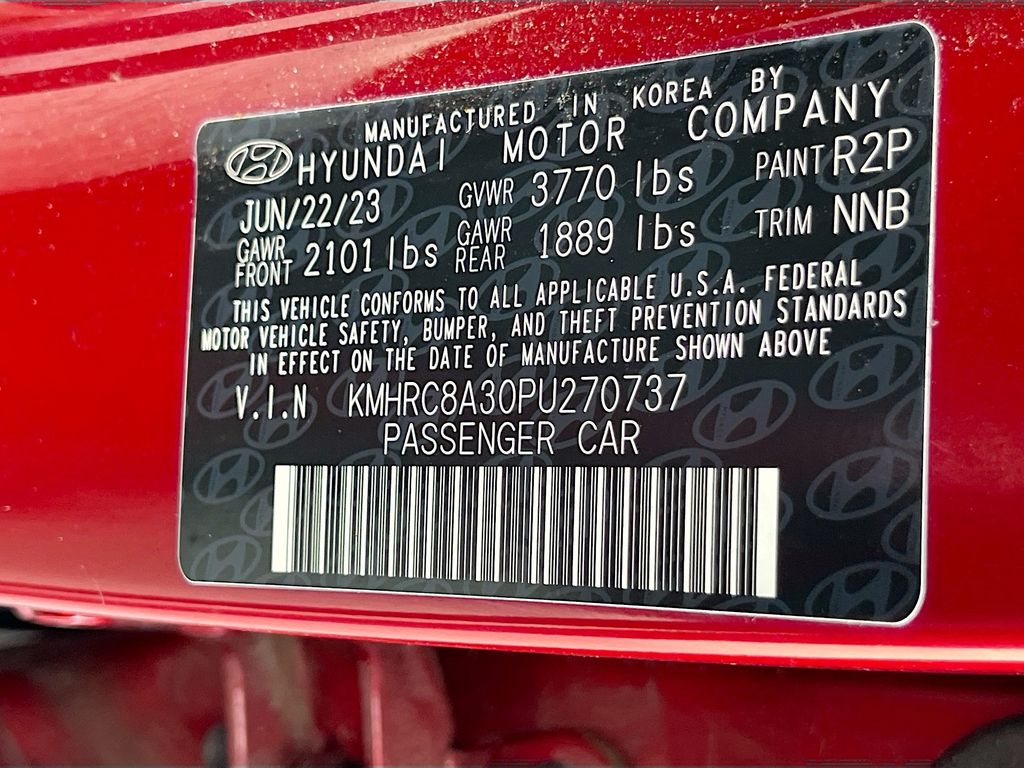 MANUFACTURED IN KOREA BY
HYUNDAI MOTOR COMPANY
JUN/22/23 GVWR 3770 lbs PAINT R2P
GAWR FRONT 2101 lbs GAWR REAR 1889 lbs TRIM NNB
THIS VEHICLE CONFORMS TO ALL APPLICABLE U.S.A. FEDERAL
MOTOR VEHICLE SAFETY, BUMPER, AND THEFT PREVENTION STANDARDS
IN EFFECT ON THE DATE OF MANUFACTURE SHOWN ABOVE
V.I.N KMHRC8A30PU270737
PASSENGER CAR